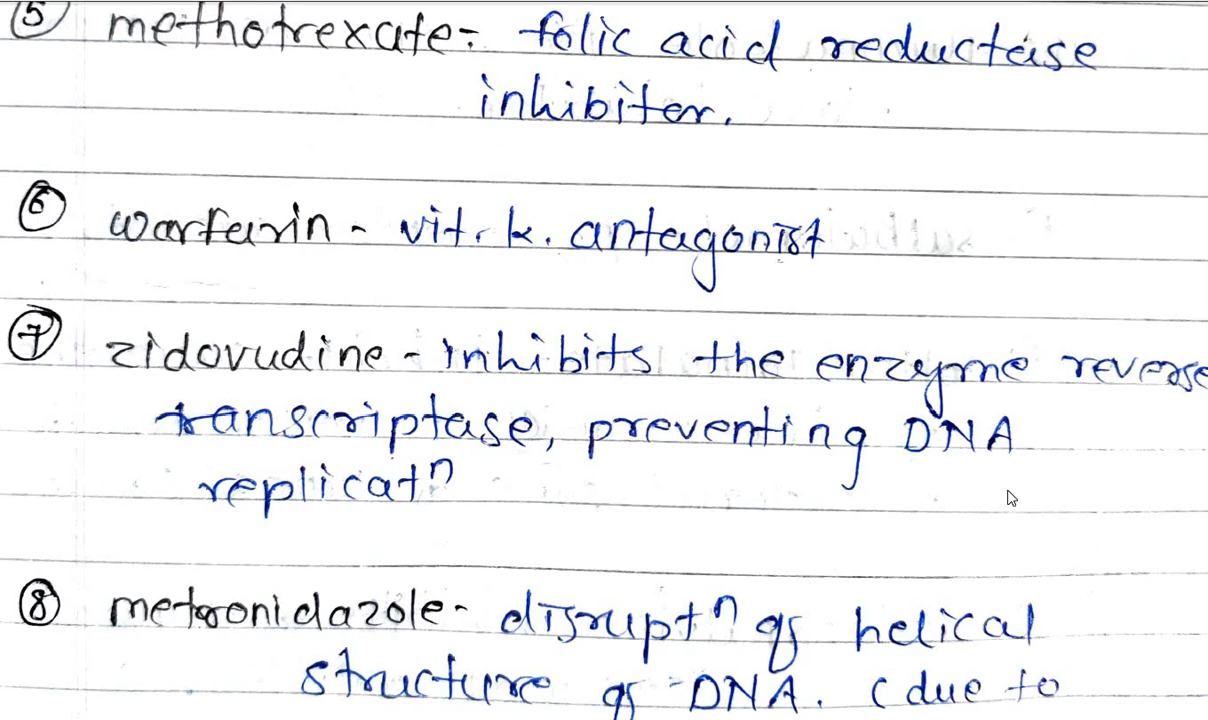 ⑤ methotrexate- folic acid reductase
inhibiter.
⑥ warfarin - vit. k. antagonist
⑦ zidovudine - inhibits the enzyme reverse
transcriptase, preventing DNA
replicatⁿ
⑧ metronidazole- disruptⁿ of helical
structure of DNA. (due to